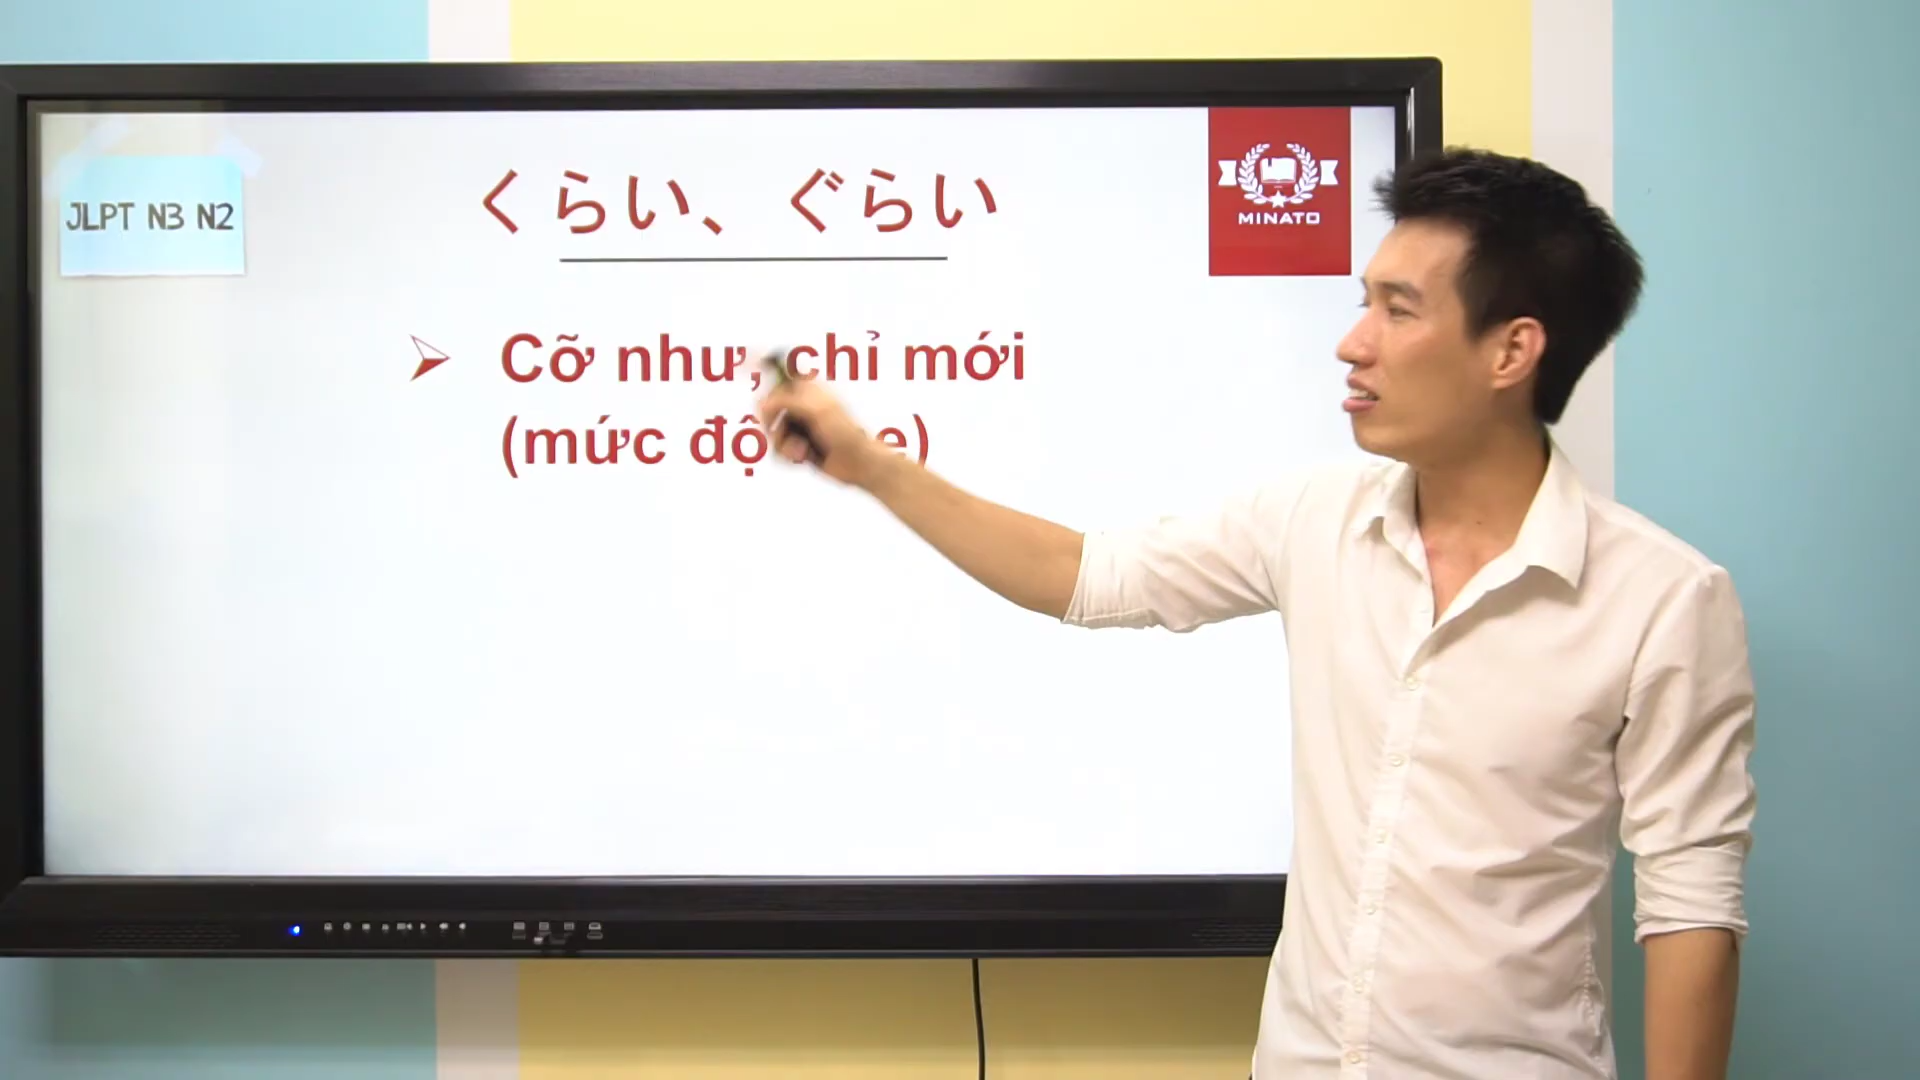 JLPT N3 N2
くらい、ぐらい
MINATO
Cỡ như, chỉ mới
(mức độ